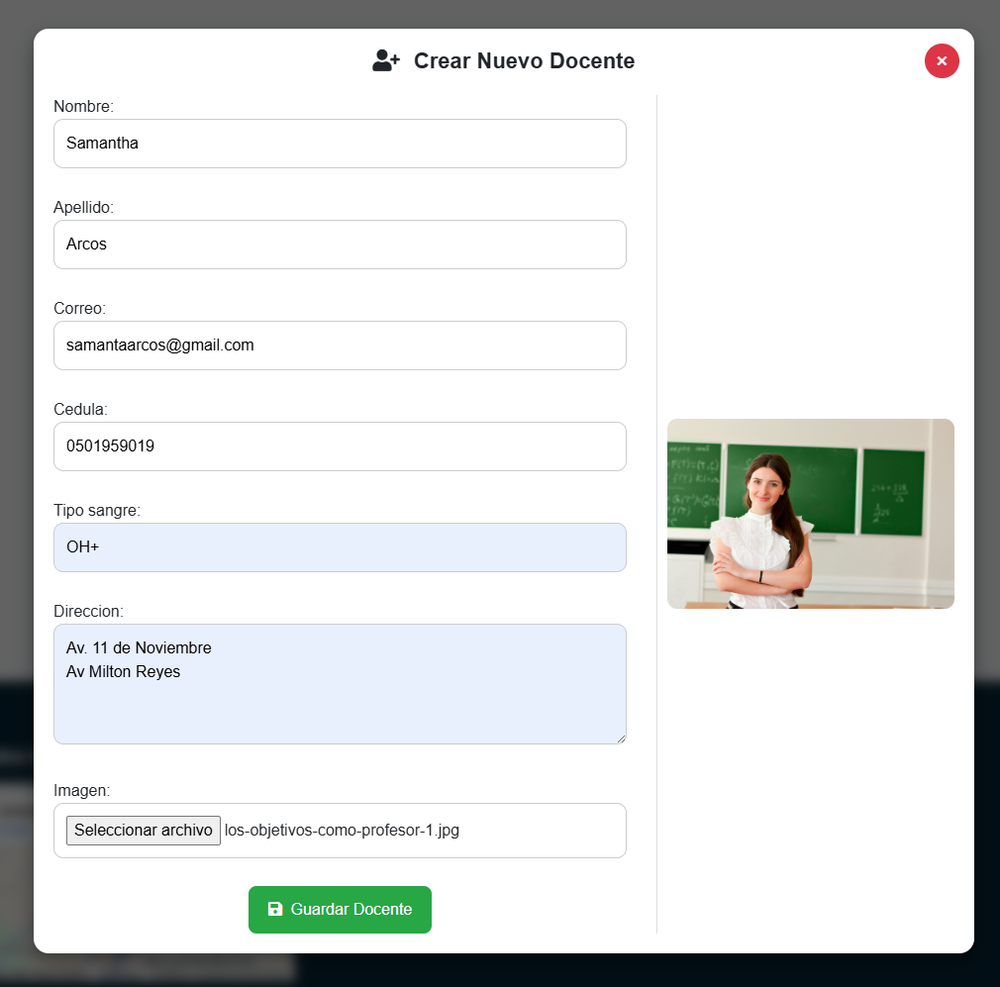 Crear Nuevo Docente
Nombre:
Samantha
Apellido:
Arcos
Correo:
samantaarcos@gmail.com
Cedula:
0501959019
Tipo sangre:
OH+
Direccion:
Av. 11 de Noviembre
Av Milton Reyes
Imagen:
Seleccionar archivo los-objetivos-como-profesor-1.jpg
Guardar Docente